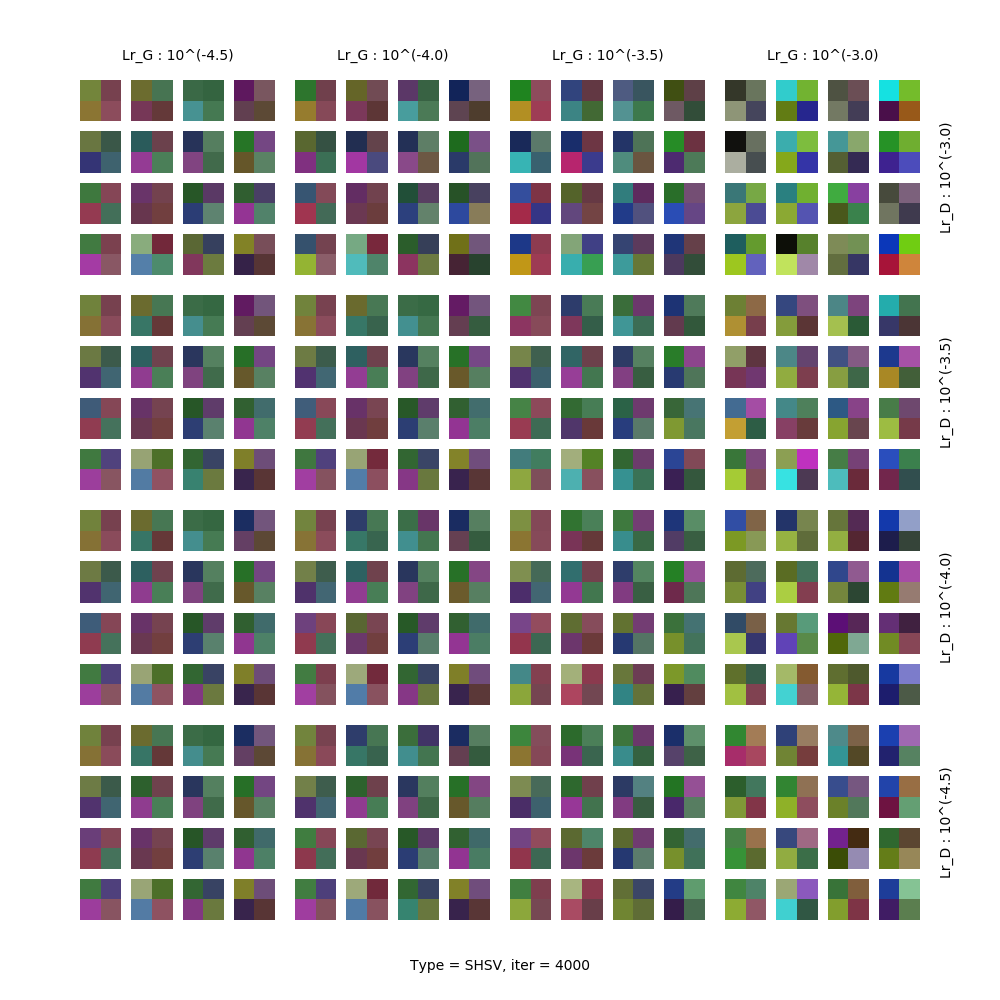 Lr_G : 10^(-4.5)
Lr_G : 10^(-4.0)
Lr_G : 10^(-3.5)
Lr_G : 10^(-3.0)
Lr_D : 10^(-3.0)
Lr_D : 10^(-3.5)
Lr_D : 10^(-4.0)
Lr_D : 10^(-4.5)
Type = SHSV, iter = 4000